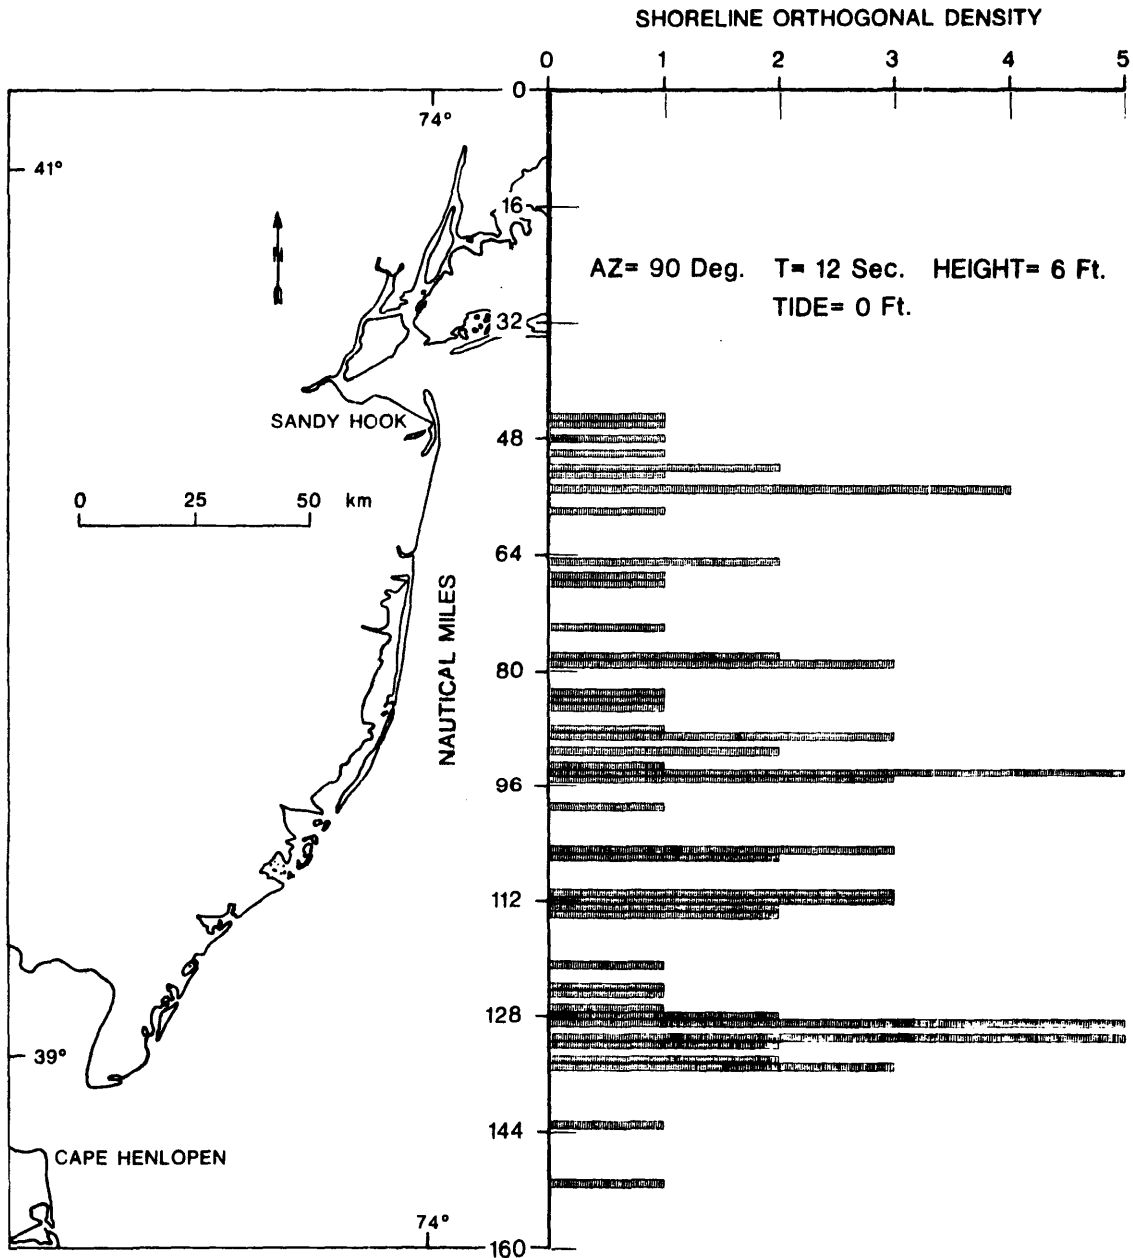 SHORELINE ORTHOGONAL DENSITY
0 1 2 3 4 5
0
74°
41°
16
N
AZ= 90 Deg. T= 12 Sec. HEIGHT= 6 Ft.
TIDE= 0 Ft.
32
SANDY HOOK
48
0 25 50 km
64
NAUTICAL MILES
80
96
112
128
39°
144
CAPE HENLOPEN
74°
160